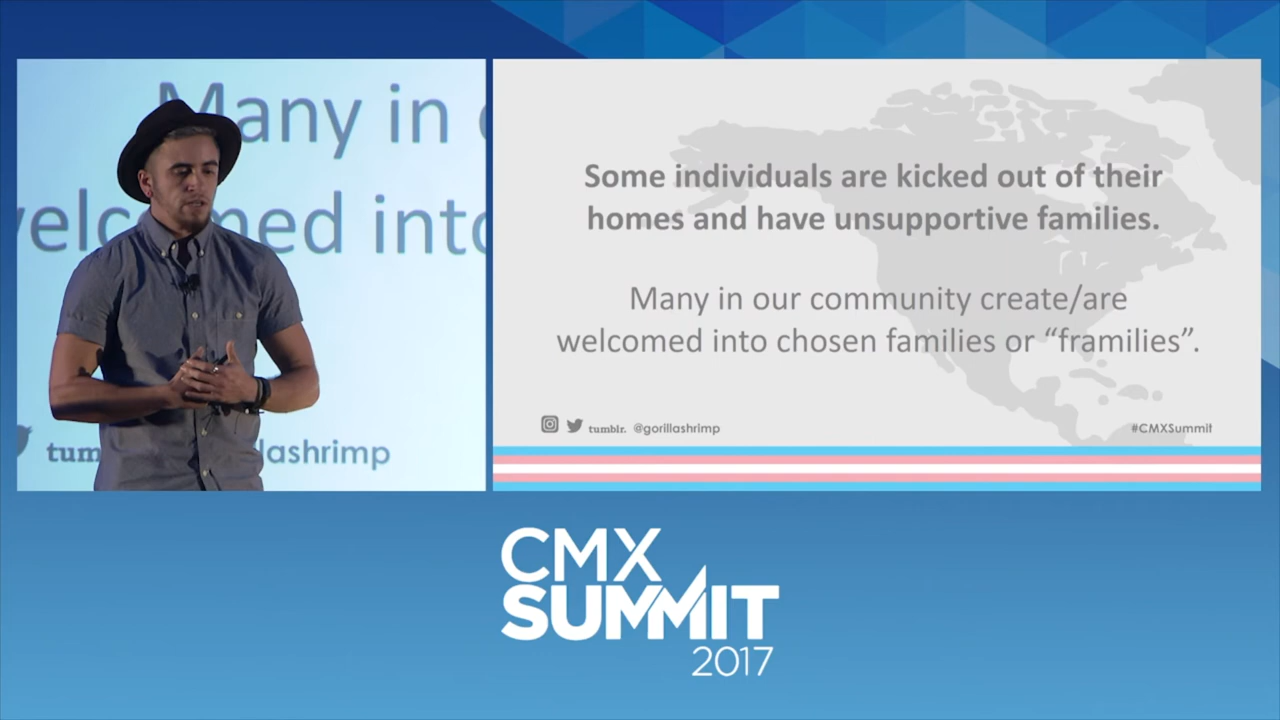 Many in
welcomed into
tum
lashrimp
Some individuals are kicked out of their
homes and have unsupportive families.
Many in our community create/are
welcomed into chosen families or “framilies”.
tumblr. @gorillashrimp
#CMXSummit
CMX
SUMMIT
2017